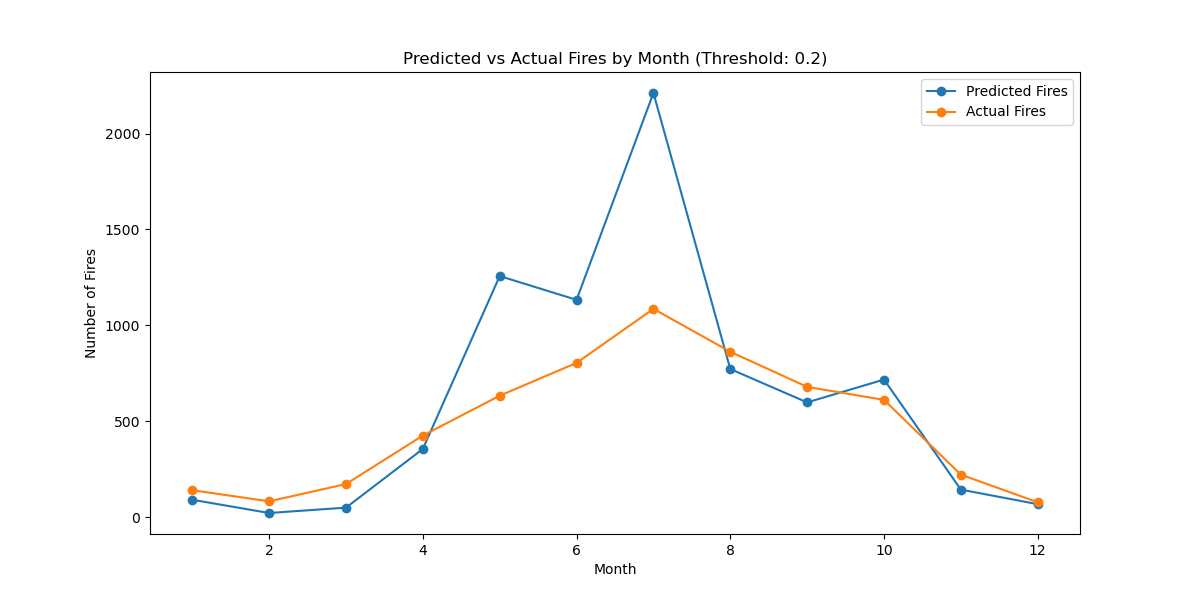 Predicted vs Actual Fires by Month (Threshold: 0.2)
Predicted Fires
Actual Fires
2000
1500
1000
500
0
Number of Fires
2 4 6 8 10 12
Month